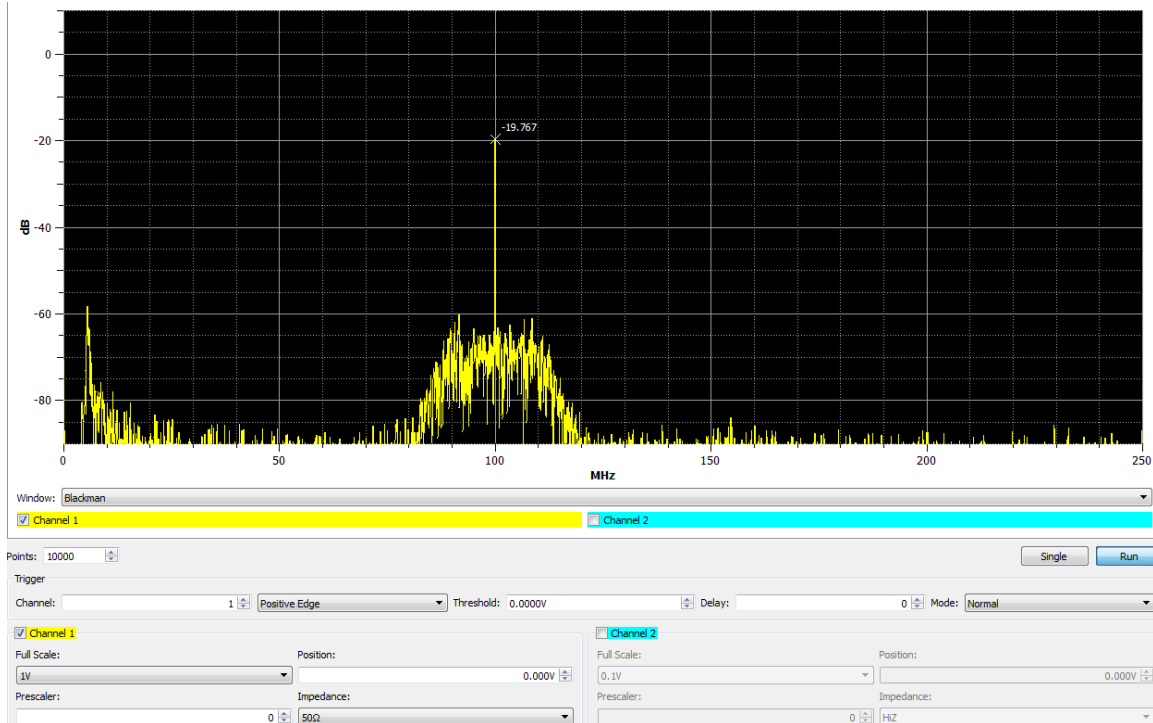 0
-19.767
-20
dB
-40
-60
-80
0 50 100 150 200 250
MHz
Window: Blackman
Channel 1 Channel 2
Points: 10000 Single Run
Trigger
Channel: 1 Positive Edge Threshold: 0.0000V Delay: 0 Mode: Normal
Channel 1 Channel 2
Full Scale: Position: Full Scale: Position:
1V 0.000V 0.1V 0.000V
Prescaler: Impedance: Prescaler: Impedance:
0 50Ω 0 HiZ